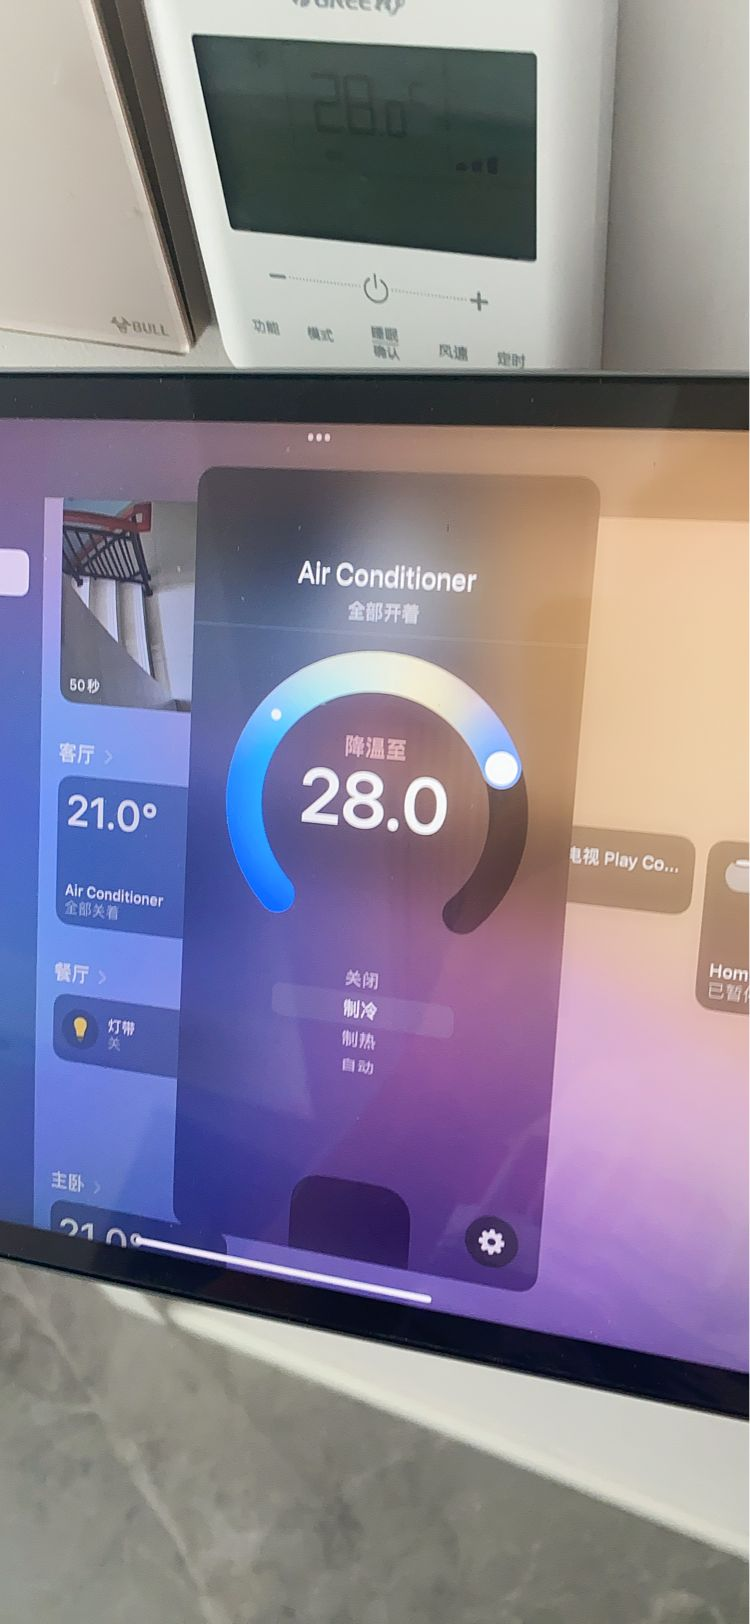 GREE
28.0°C
功能
模式
睡眠
确认
风速
定时
BULL
Air Conditioner
全部开着
50秒
降温至
28.0
客厅
21.0°
Air Conditioner
全部关着
电视 Play Co...
餐厅
灯带
关
关闭
制冷
制热
自动
Hom
主卧
21.0°